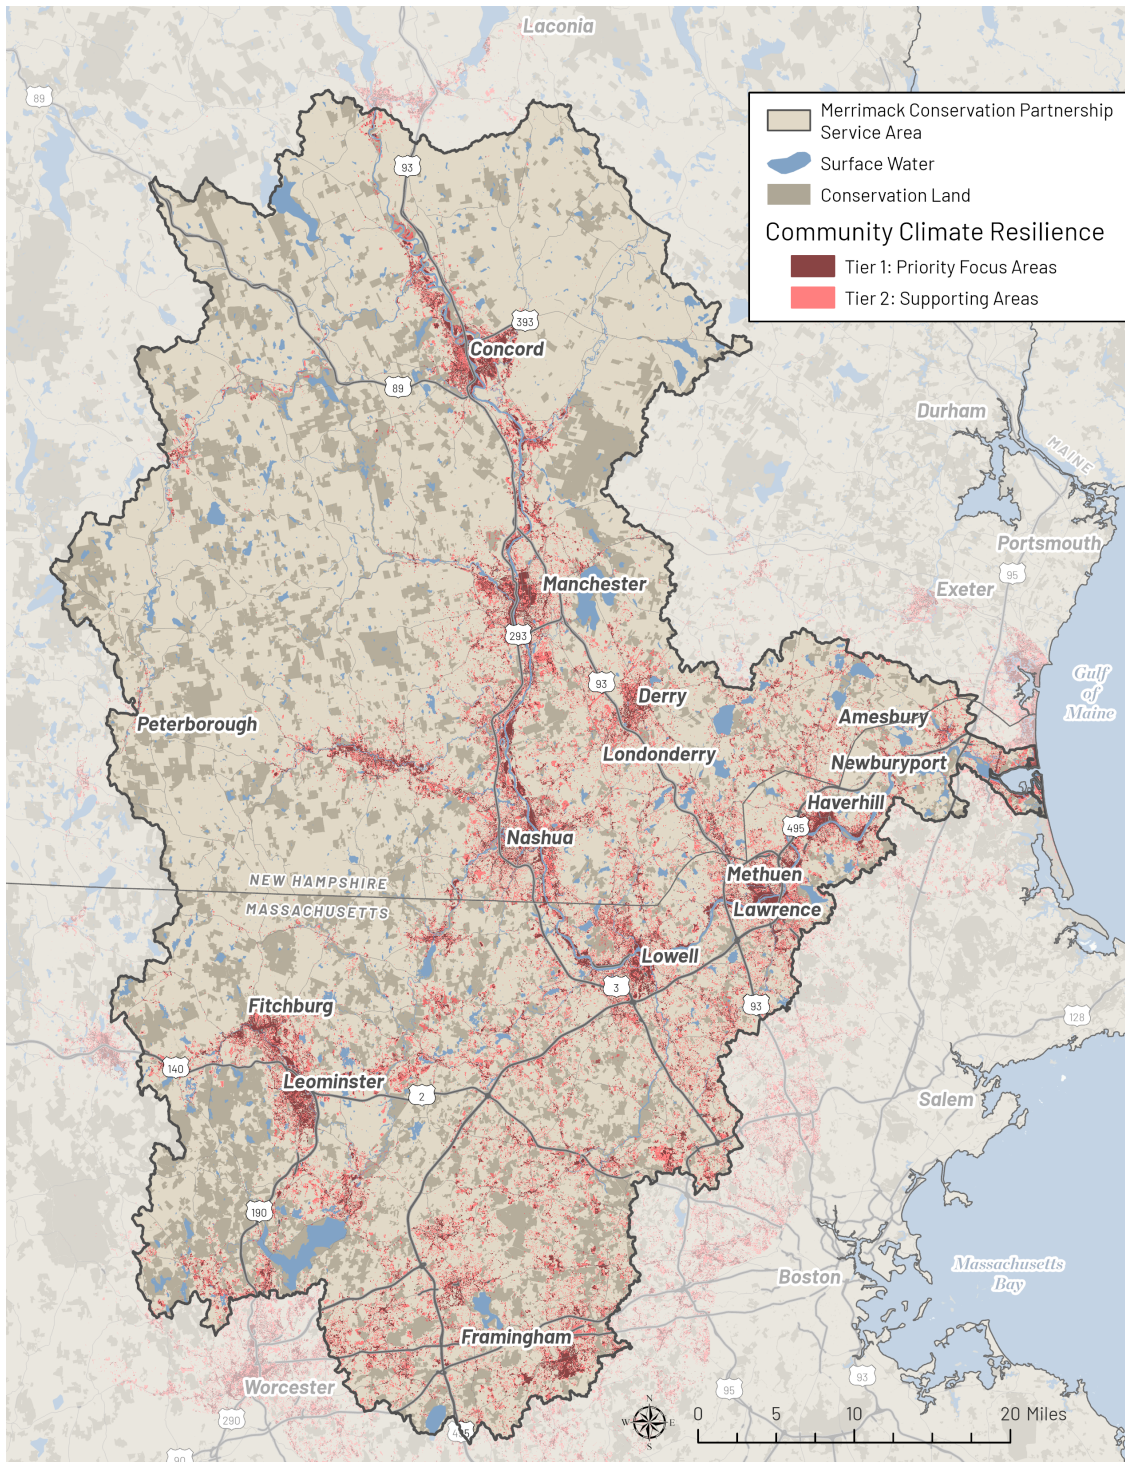 Laconia
89
93
Merrimack Conservation Partnership
Service Area
Surface Water
Conservation Land
Community Climate Resilience
Tier 1: Priority Focus Areas
Tier 2: Supporting Areas
393
Concord
89
Durham
MAINE
Portsmouth
95
Exeter
Manchester
293
93
Derry
Gulf
of
Maine
Peterborough
Amesbury
Londonderry
Newburyport
Haverhill
495
Nashua
Methuen
NEW HAMPSHIRE
MASSACHUSETTS
Lawrence
Lowell
3
93
Fitchburg
128
140
Leominster
2
Salem
190
Massachusetts
Bay
Boston
Framingham
Worcester
95
93
290
495
90
N
W
E
S
0
5
10
20 Miles